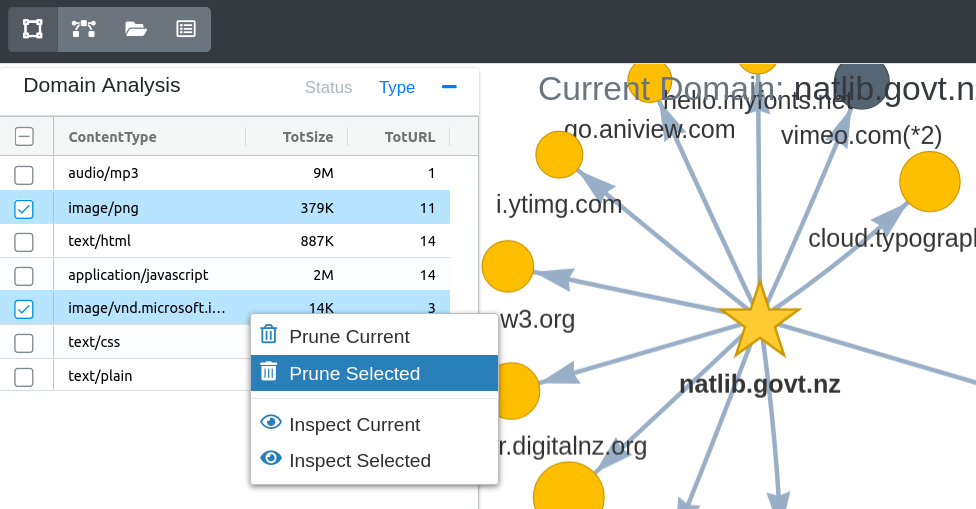 Domain Analysis
Status
Type
ContentType TotSize TotURL
audio/mp3 9M 1
image/png 379K 11
text/html 887K 14
application/javascript 2M 14
image/vnd.microsoft.i... 14K 3
text/css
text/plain
Prune Current
Prune Selected
Inspect Current
Inspect Selected
Current Domain: natlib.govt.n
hello.myfonts.net
go.aniview.com
vimeo.com(*2)
i.ytimg.com
cloud.typograph
w3.org
natlib.govt.nz
r.digitalnz.org